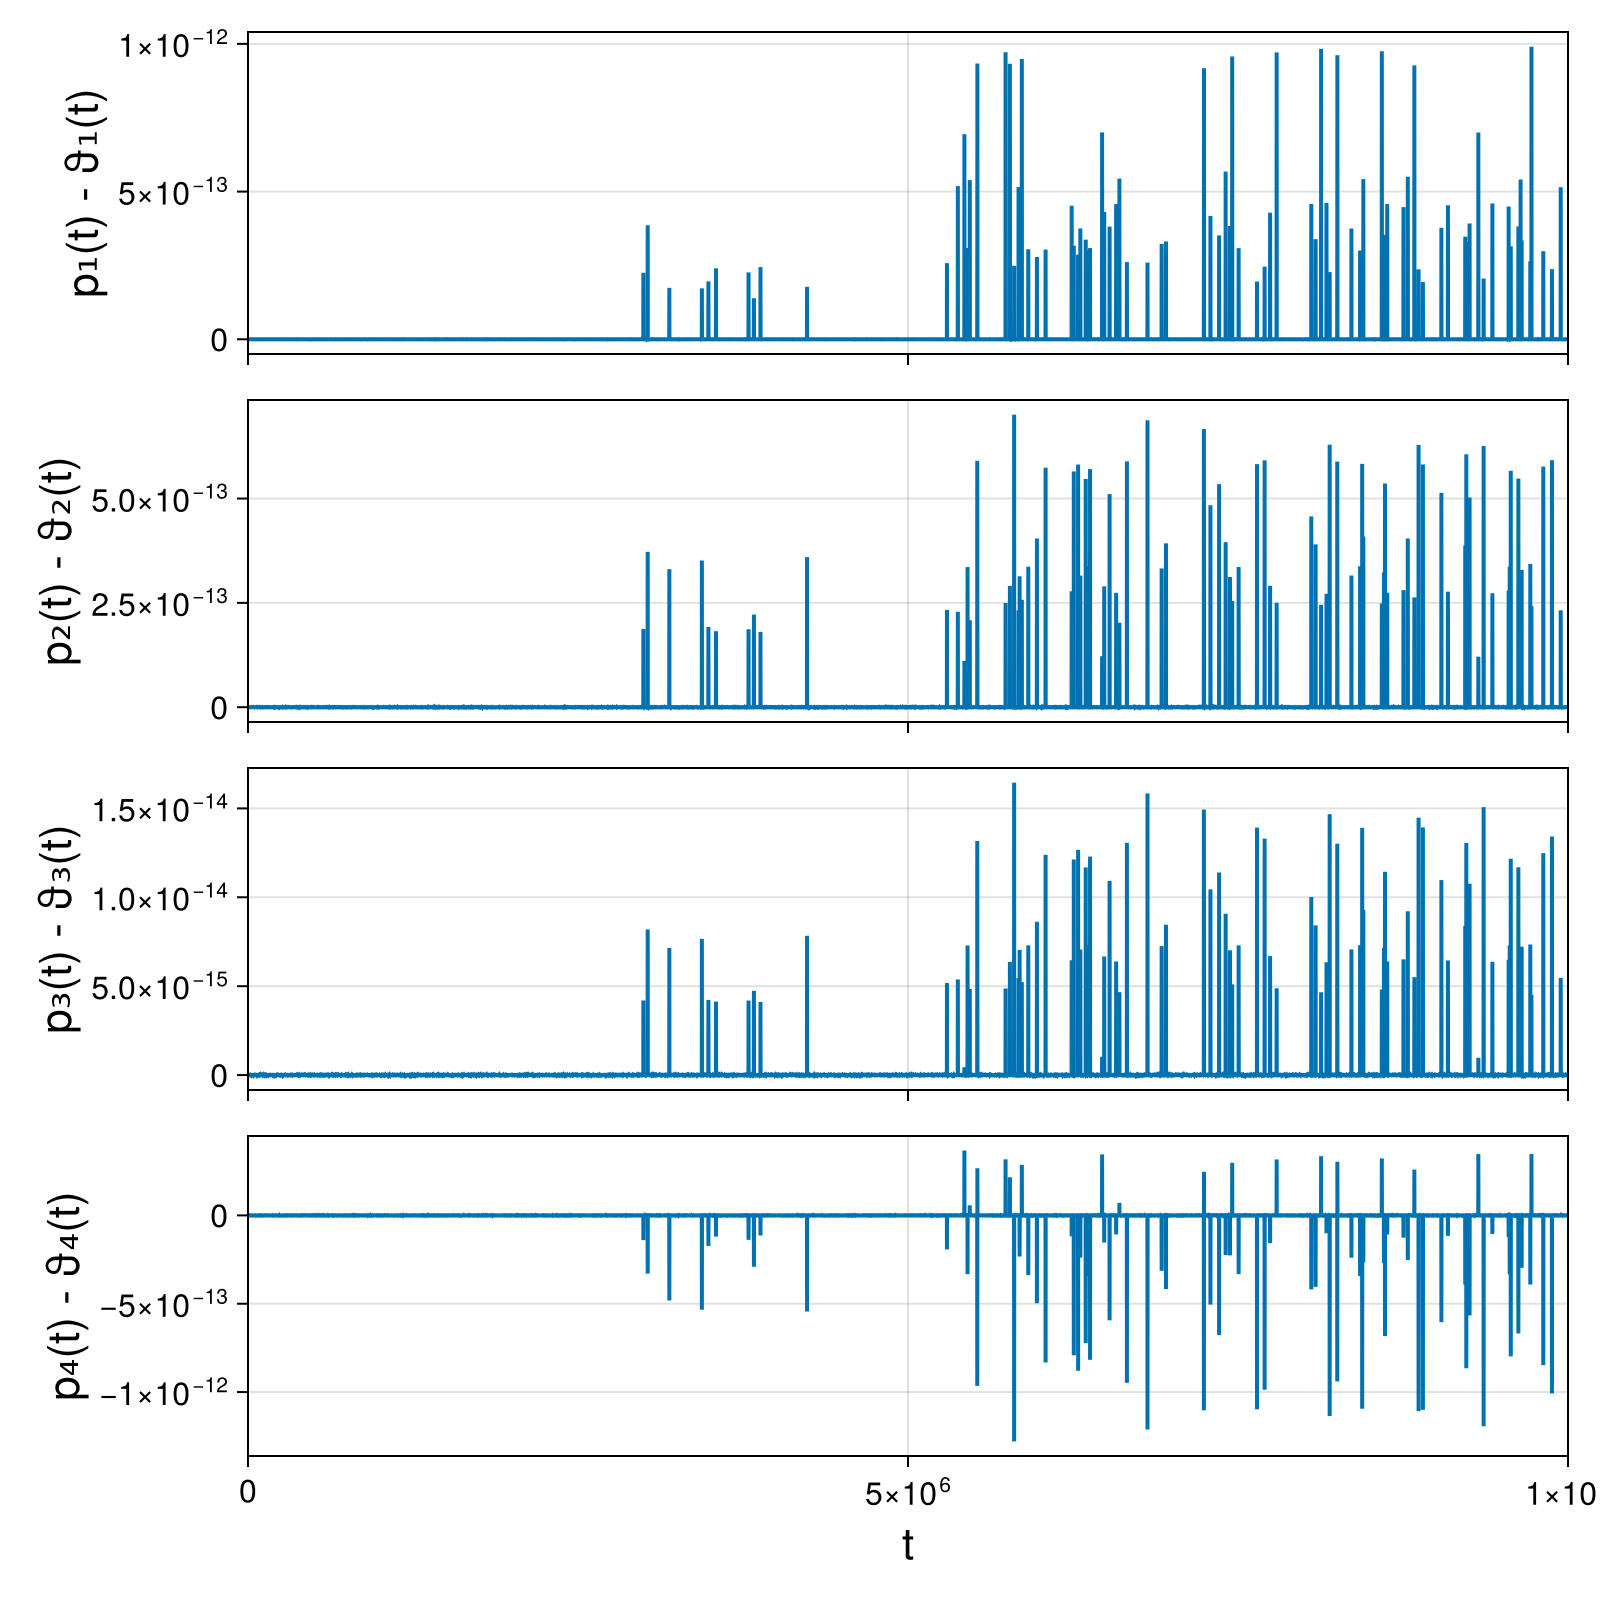 1×10⁻¹²
5×10⁻¹³
0
p₁(t) - ϑ₁(t)
5.0×10⁻¹³
2.5×10⁻¹³
0
p₂(t) - ϑ₂(t)
1.5×10⁻¹⁴
1.0×10⁻¹⁴
5.0×10⁻¹⁵
0
p₃(t) - ϑ₃(t)
0
−5×10⁻¹³
−1×10⁻¹²
p₄(t) - ϑ₄(t)
0 5×10⁶ 1×10
t